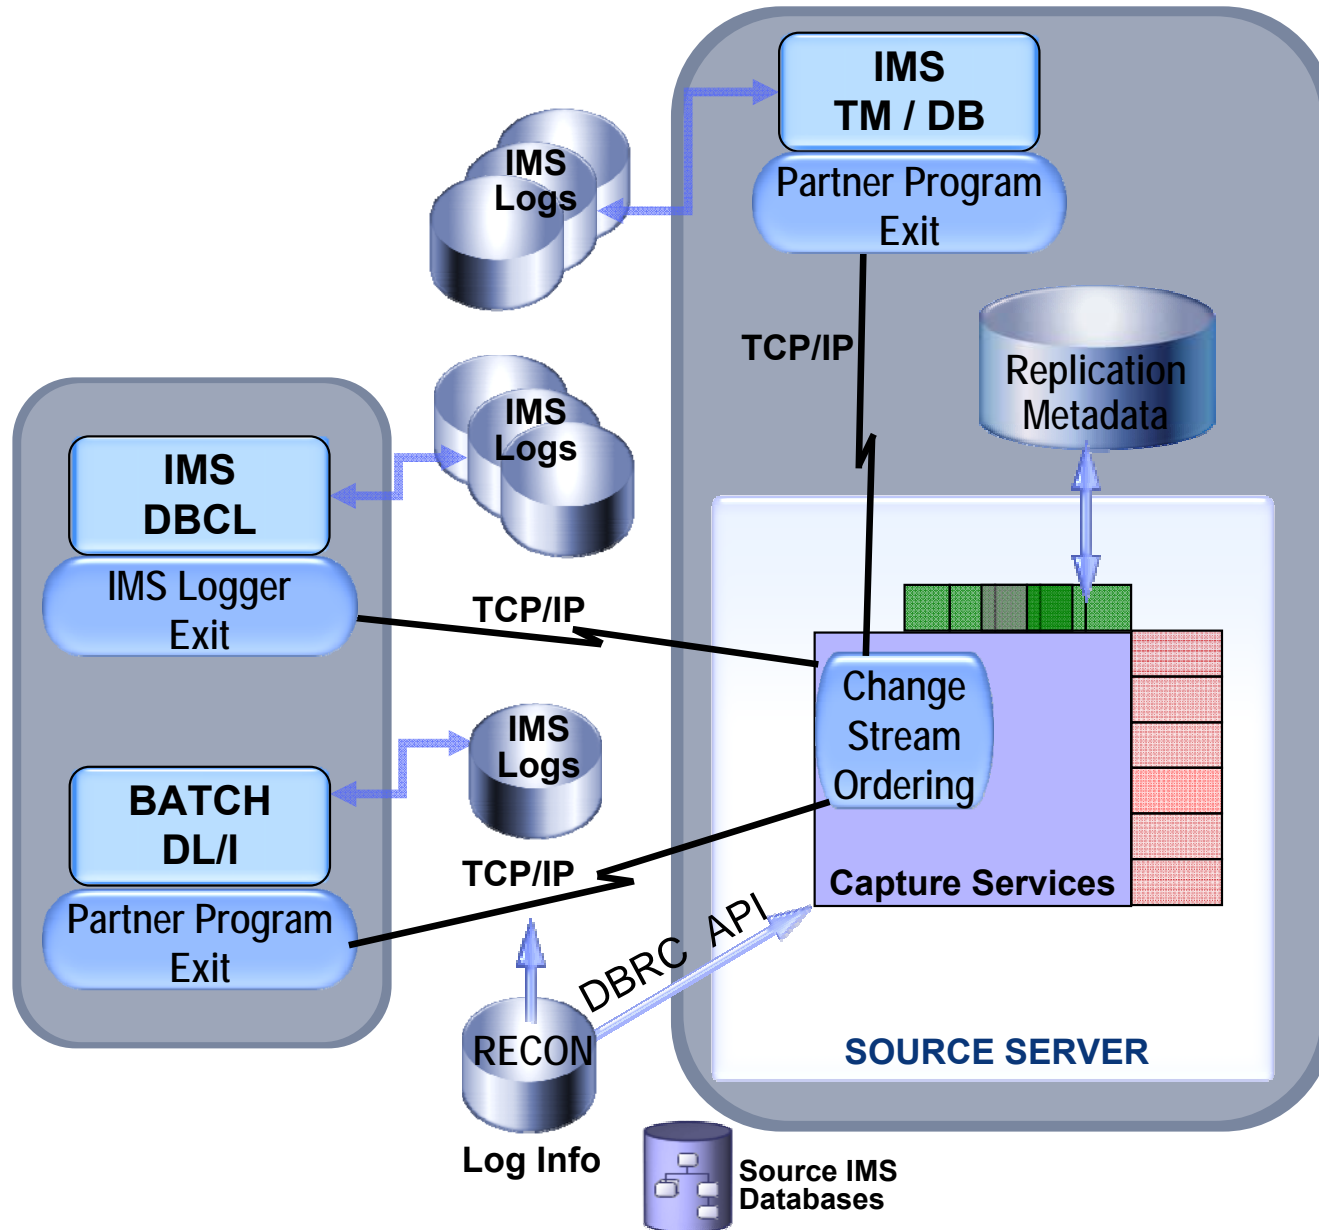 IMS
TM / DB
Partner Program
Exit
IMS
Logs
TCP/IP
Replication
Metadata
IMS
Logs
IMS
DBCL
IMS Logger
Exit
TCP/IP
Change
Stream
Ordering
IMS
Logs
BATCH
DL/I
Partner Program
Exit
TCP/IP
Capture Services
DBRC API
RECON
Log Info
SOURCE SERVER
Source IMS
Databases